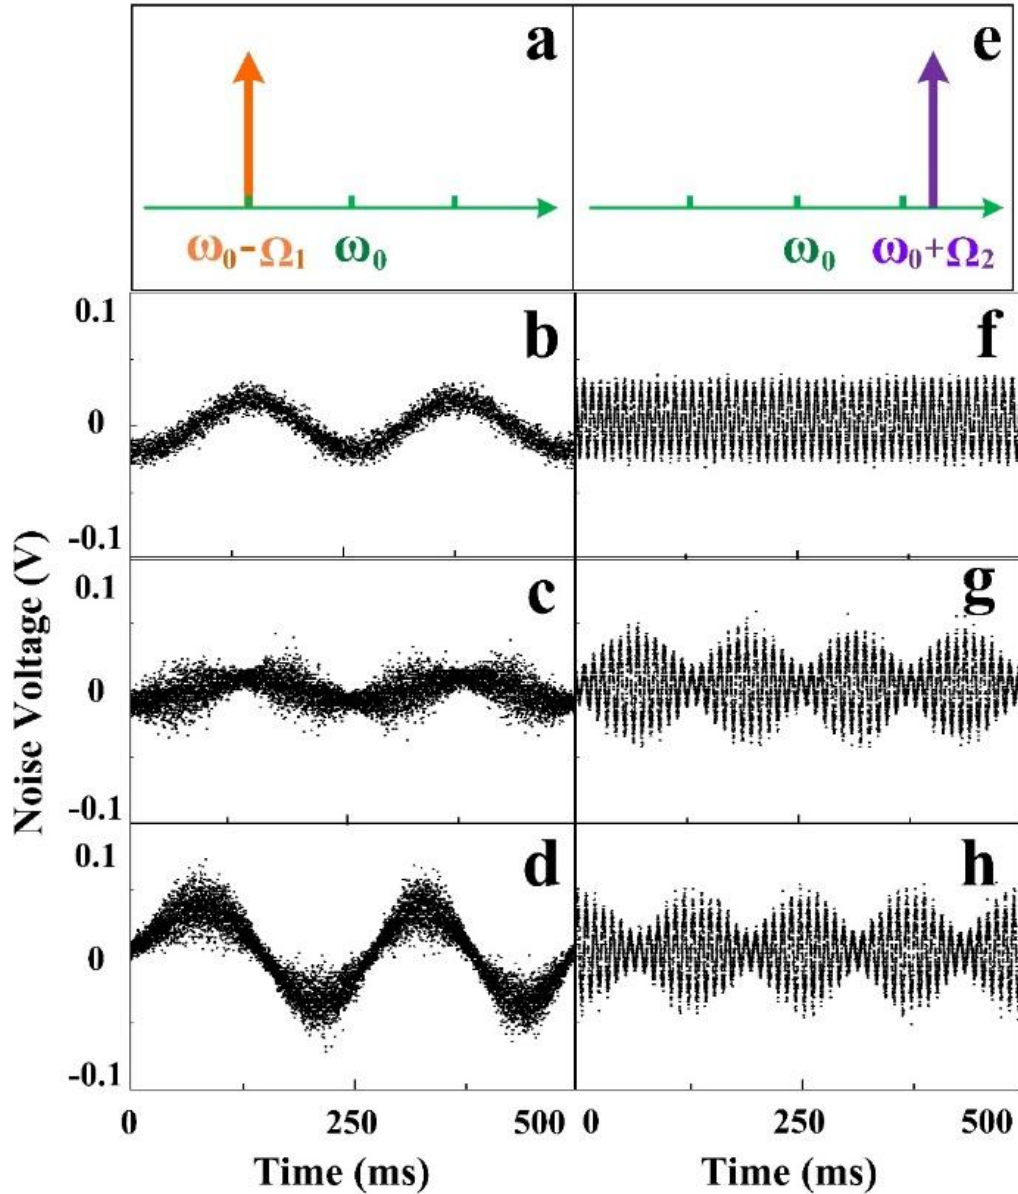 a
e
ω₀-Ω₁ ω₀
ω₀ ω₀+Ω₂
0.1
b
f
0
-0.1
0.1
c
g
0
-0.1
0.1
d
h
0
-0.1
Noise Voltage (V)
0 250 500 0 250 500
Time (ms) Time (ms)